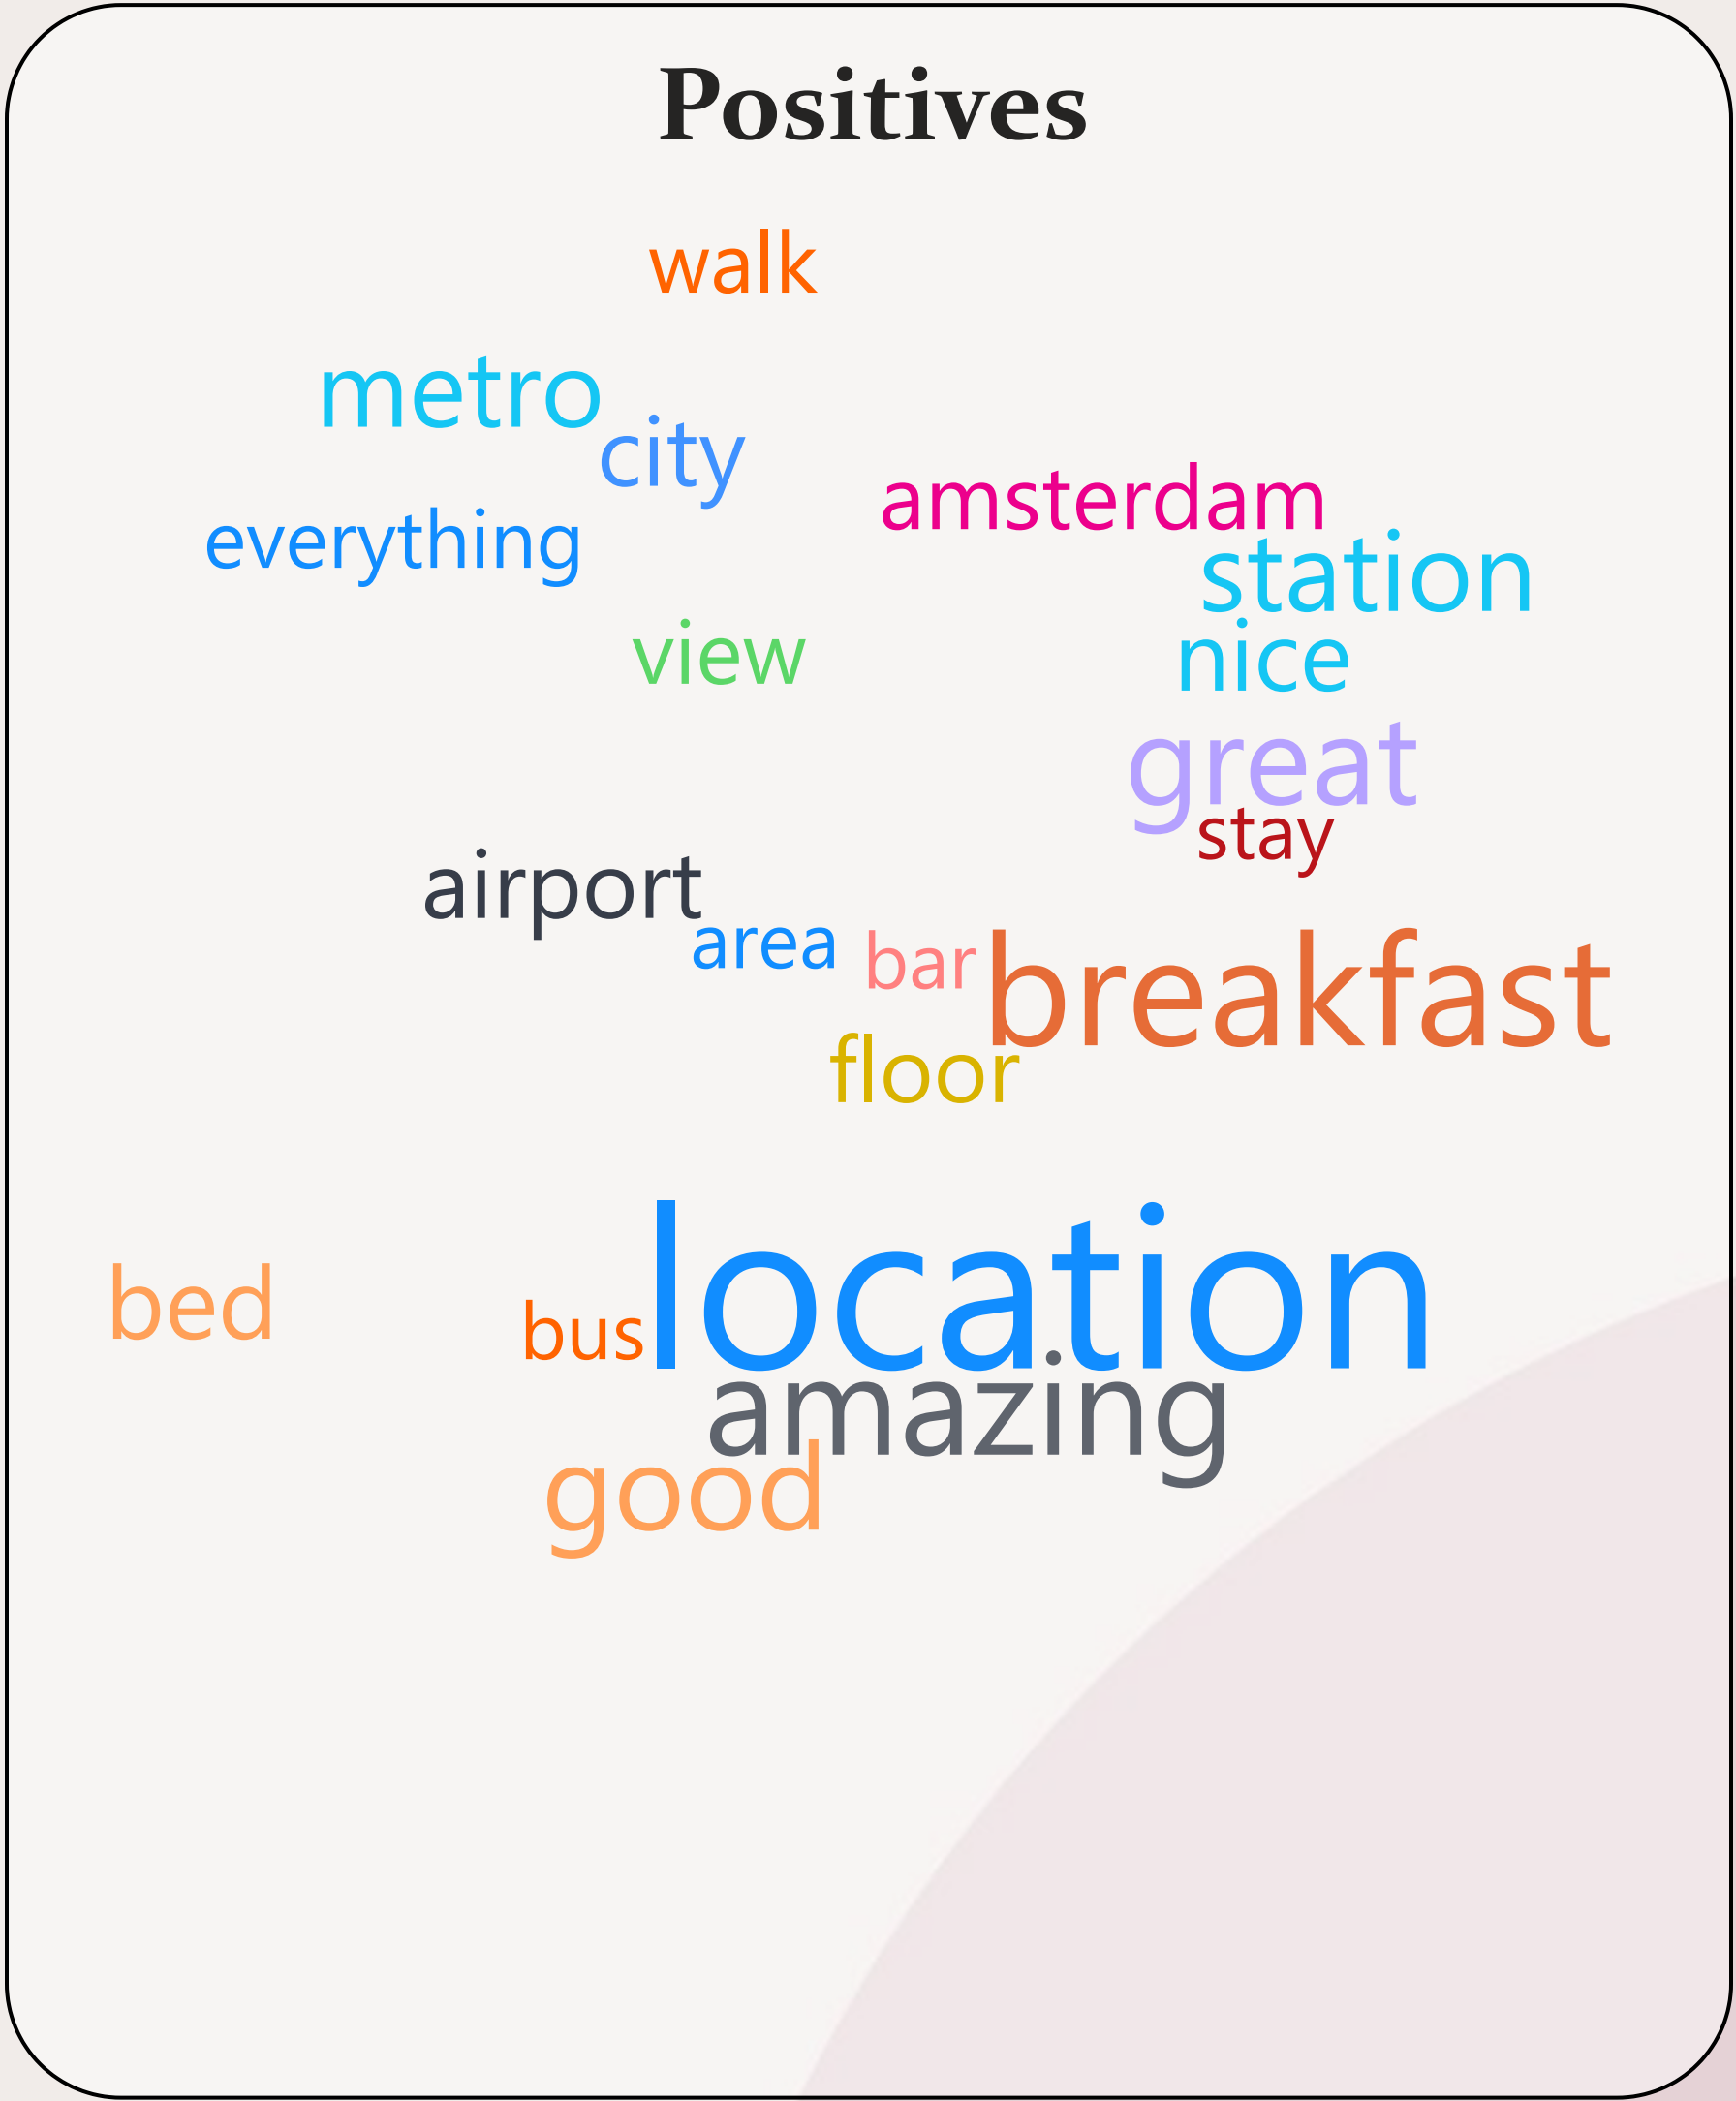 Positives
walk
metro
city
amsterdam
everything
station
view
nice
great
stay
airport
area
bar
breakfast
floor
location
bed
bus
amazing
good